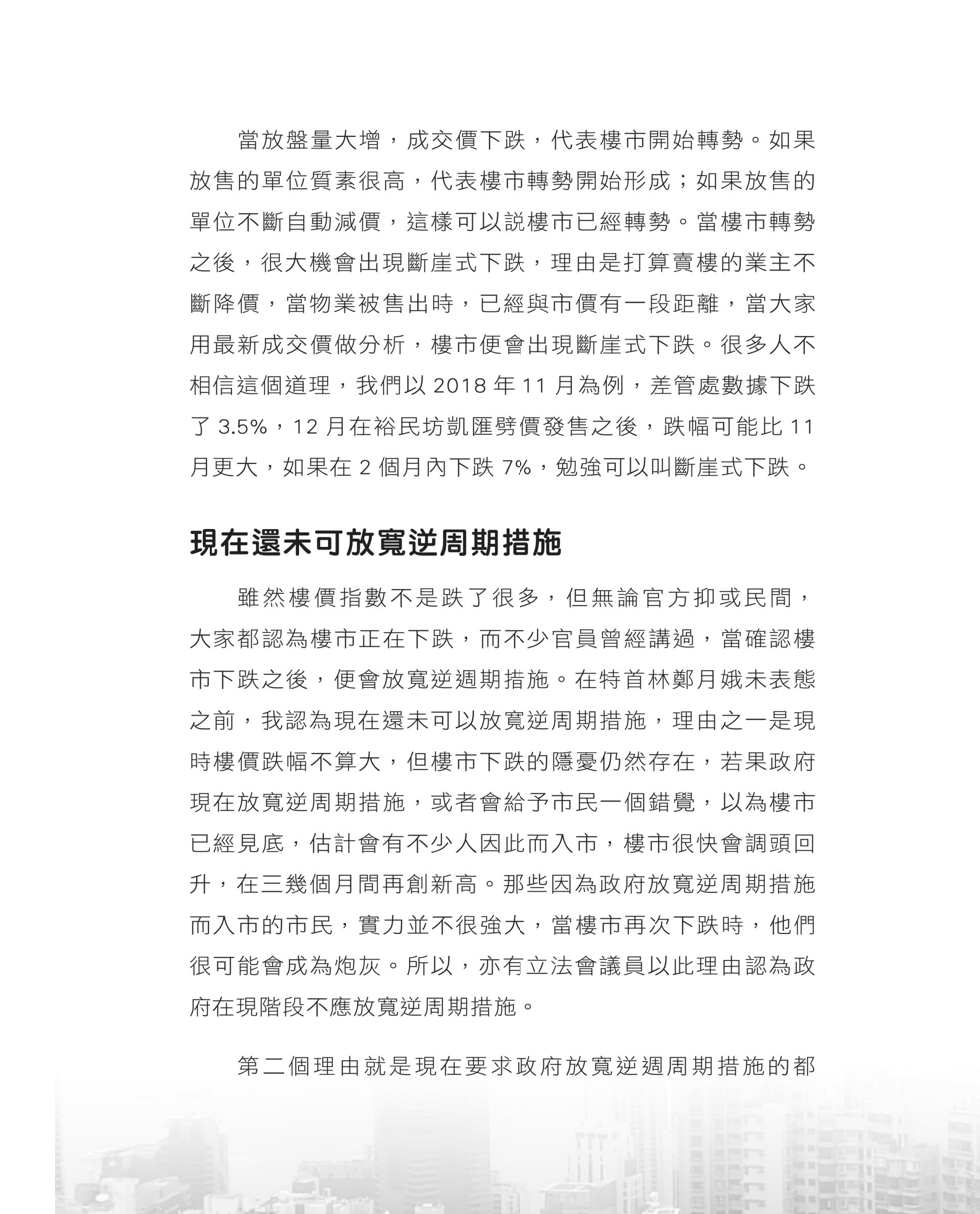 當放盤量大增，成交價下跌，代表樓市開始轉勢。如果
放售的單位質素很高，代表樓市轉勢開始形成；如果放售的
單位不斷自動減價，這樣可以説樓市已經轉勢。當樓市轉勢
之後，很大機會出現斷崖式下跌，理由是打算賣樓的業主不
斷降價，當物業被售出時，已經與市價有一段距離，當大家
用最新成交價做分析，樓市便會出現斷崖式下跌。很多人不
相信這個道理，我們以 2018 年 11 月為例，差管處數據下跌
了 3.5%，12 月在裕民坊凱匯劈價發售之後，跌幅可能比 11
月更大，如果在 2 個月內下跌 7%，勉強可以叫斷崖式下跌。
現在還未可放寬逆周期措施
雖然樓價指數不是跌了很多，但無論官方抑或民間，
大家都認為樓市正在下跌，而不少官員曾經講過，當確認樓
市下跌之後，便會放寬逆週期措施。在特首林鄭月娥未表態
之前，我認為現在還未可以放寬逆周期措施，理由之一是現
時樓價跌幅不算大，但樓市下跌的隱憂仍然存在，若果政府
現在放寬逆周期措施，或者會給予市民一個錯覺，以為樓市
已經見底，估計會有不少人因此而入市，樓市很快會調頭回
升，在三幾個月間再創新高。那些因為政府放寬逆周期措施
而入市的市民，實力並不很強大，當樓市再次下跌時，他們
很可能會成為炮灰。所以，亦有立法會議員以此理由認為政
府在現階段不應放寬逆周期措施。
第二個理由就是現在要求政府放寬逆週周期措施的都